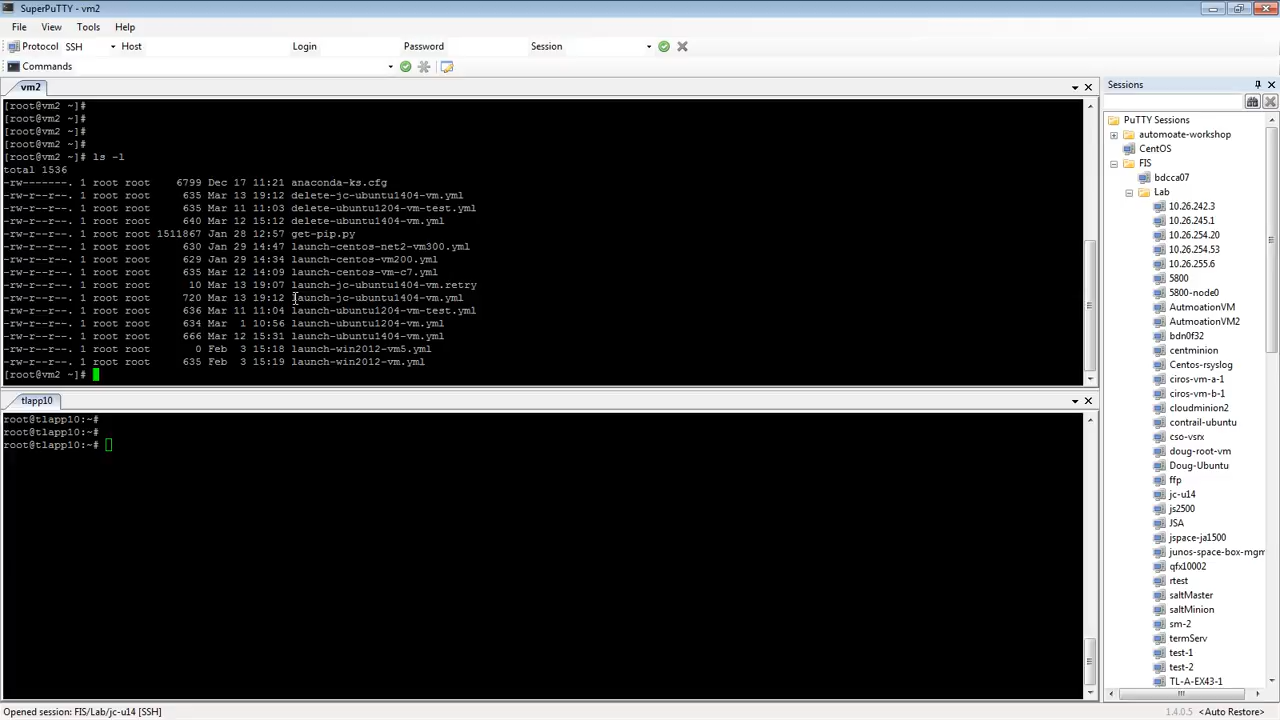 SuperPuTTY - vm2
File View Tools Help
Protocol SSH Host Login Password Session
Commands
vm2
[root@vm2 ~]#
[root@vm2 ~]#
[root@vm2 ~]#
[root@vm2 ~]#
[root@vm2 ~]# ls -l
total 1536
-rw-------. 1 root root 6799 Dec 17 11:21 anaconda-ks.cfg
-rw-r--r--. 1 root root 635 Mar 13 19:12 delete-jc-ubuntu1404-vm.yml
-rw-r--r--. 1 root root 635 Mar 11 11:03 delete-ubuntu1204-vm-test.yml
-rw-r--r--. 1 root root 640 Mar 12 15:12 delete-ubuntu1404-vm.yml
-rw-r--r--. 1 root root 1511867 Jan 28 12:57 get-pip.py
-rw-r--r--. 1 root root 630 Jan 29 14:47 launch-centos-net2-vm300.yml
-rw-r--r--. 1 root root 629 Jan 29 14:34 launch-centos-vm200.yml
-rw-r--r--. 1 root root 635 Mar 12 14:09 launch-centos-vm-c7.yml
-rw-r--r--. 1 root root 10 Mar 13 19:07 launch-jc-ubuntu1404-vm.retry
-rw-r--r--. 1 root root 720 Mar 13 19:12 launch-jc-ubuntu1404-vm.yml
-rw-r--r--. 1 root root 636 Mar 11 11:04 launch-ubuntu1204-vm-test.yml
-rw-r--r--. 1 root root 634 Mar 1 10:56 launch-ubuntu1204-vm.yml
-rw-r--r--. 1 root root 666 Mar 12 15:31 launch-ubuntu1404-vm.yml
-rw-r--r--. 1 root root 0 Feb 3 15:18 launch-win2012-vm5.yml
-rw-r--r--. 1 root root 635 Feb 3 15:19 launch-win2012-vm.yml
[root@vm2 ~]#
tlapp10
root@tlapp10:~#
root@tlapp10:~#
root@tlapp10:~#
Sessions
PuTTY Sessions
automoate-workshop
CentOS
FIS
bdcca07
Lab
10.26.242.3
10.26.245.1
10.26.254.20
10.26.254.53
10.26.255.6
5800
5800-node0
AutmoationVM
AutmoationVM2
bdn0f32
centminion
Centos-rsyslog
ciros-vm-a-1
ciros-vm-b-1
cloudminion2
contrail-ubuntu
cso-vsrx
doug-root-vm
Doug-Ubuntu
ffp
jc-u14
js2500
JSA
jspace-ja1500
junos-space-box-mgm
qfx10002
rtest
saltMaster
saltMinion
sm-2
termServ
test-1
test-2
TL-A-EX43-1
Opened session: FIS/Lab/jc-u14 [SSH] 1.4.0.5 <Auto Restore>